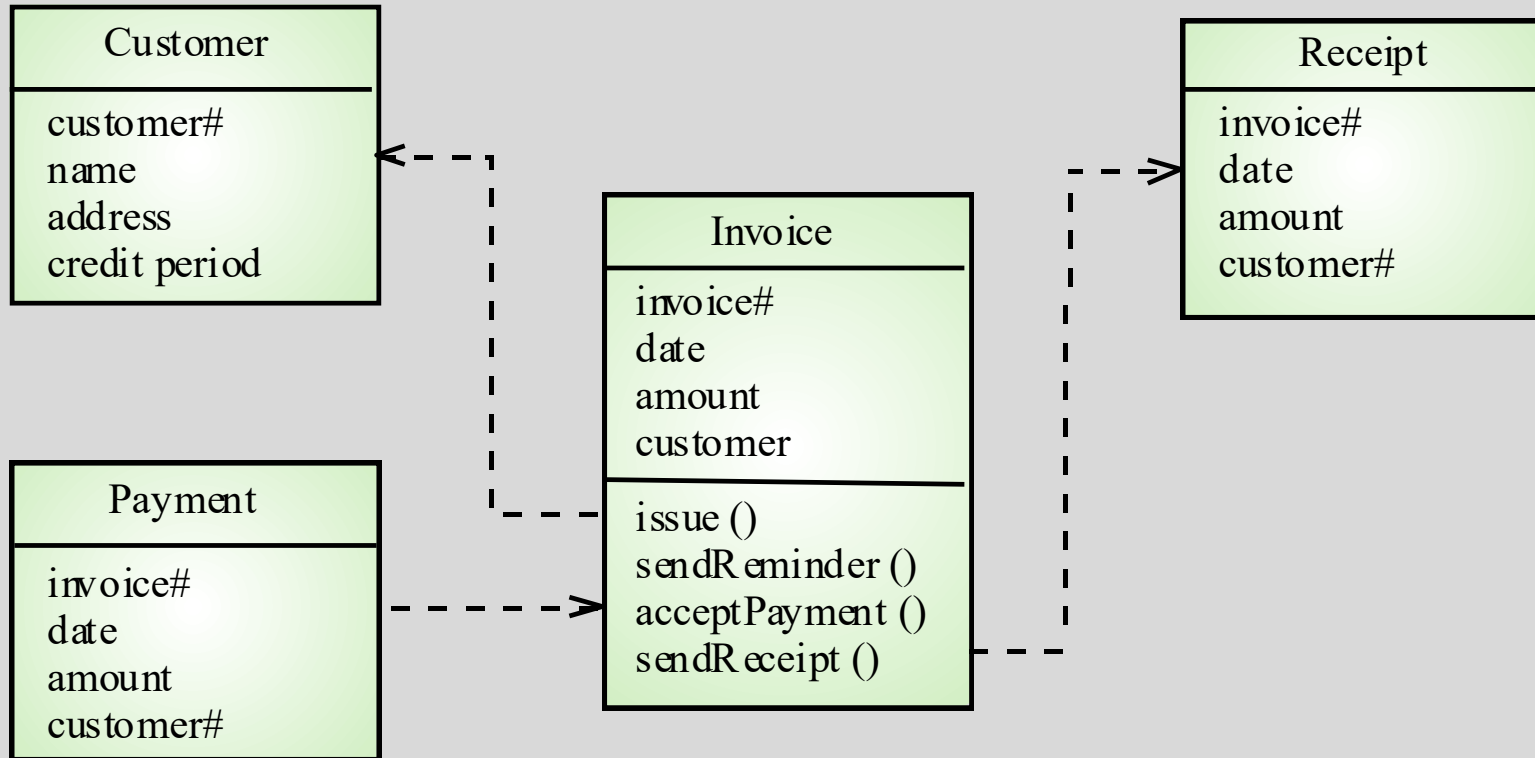 Customer
customer#
name
address
credit period
Receipt
invoice#
date
amount
customer#
Invoice
invoice#
date
amount
customer
issue ()
sendReminder ()
acceptPayment ()
sendReceipt ()
Payment
invoice#
date
amount
customer#